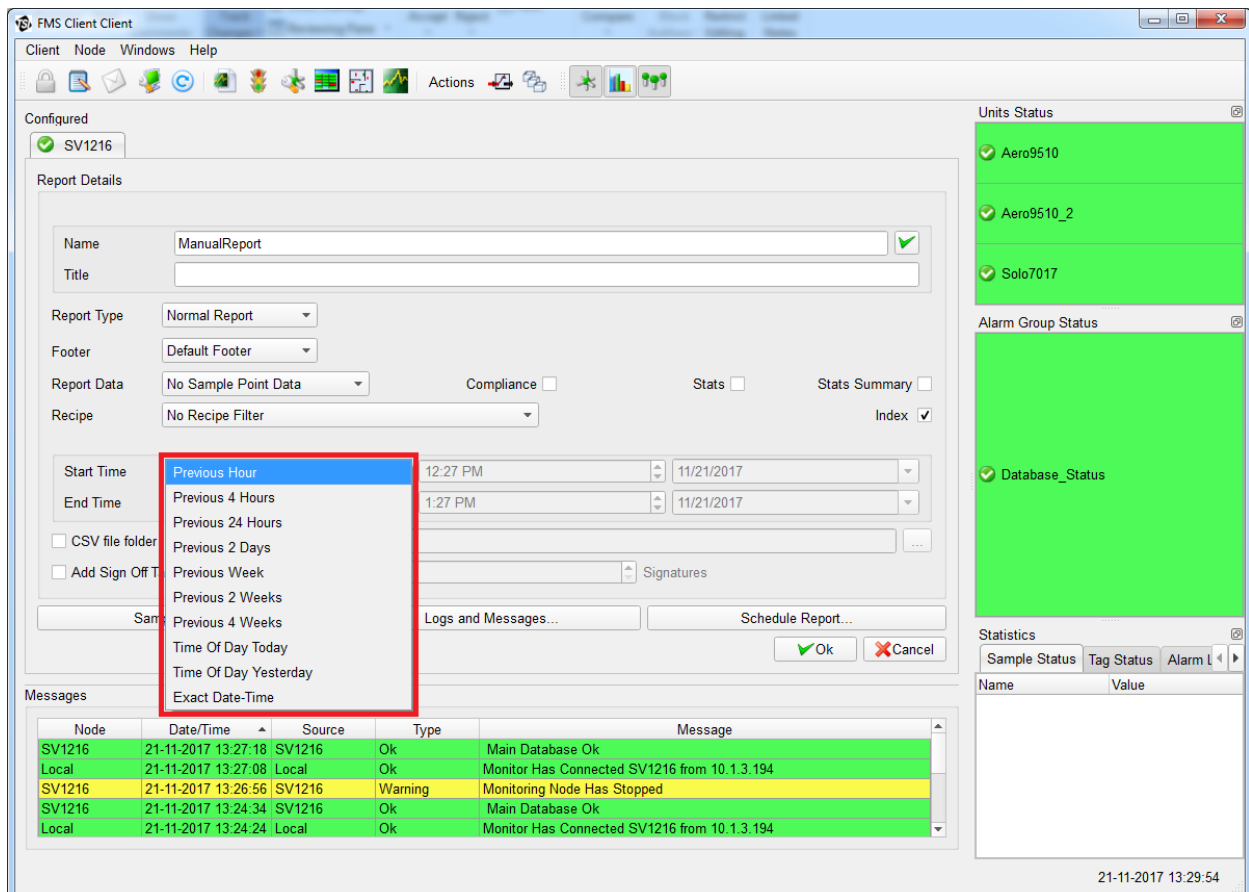 FMS Client Client
Client Node Windows Help
Actions
Configured
SV1216
Report Details
Name ManualReport
Title
Report Type Normal Report
Footer Default Footer
Report Data No Sample Point Data Compliance Stats Stats Summary
Recipe No Recipe Filter Index
Start Time Previous Hour 12:27 PM 11/21/2017
Previous 4 Hours
End Time 1:27 PM 11/21/2017
Previous 24 Hours
CSV file folder Previous 2 Days ...
Add Sign Off T Previous Week Signatures
Previous 2 Weeks
Sam Previous 4 Weeks Logs and Messages... Schedule Report...
Time Of Day Today Ok Cancel
Time Of Day Yesterday
Exact Date-Time
Messages
Node Date/Time Source Type Message
SV1216 21-11-2017 13:27:18 SV1216 Ok Main Database Ok
Local 21-11-2017 13:27:08 Local Ok Monitor Has Connected SV1216 from 10.1.3.194
SV1216 21-11-2017 13:26:56 SV1216 Warning Monitoring Node Has Stopped
SV1216 21-11-2017 13:24:34 SV1216 Ok Main Database Ok
Local 21-11-2017 13:24:24 Local Ok Monitor Has Connected SV1216 from 10.1.3.194
Units Status
Aero9510
Aero9510_2
Solo7017
Alarm Group Status
Database_Status
Statistics
Sample Status Tag Status Alarm L
Name Value
21-11-2017 13:29:54